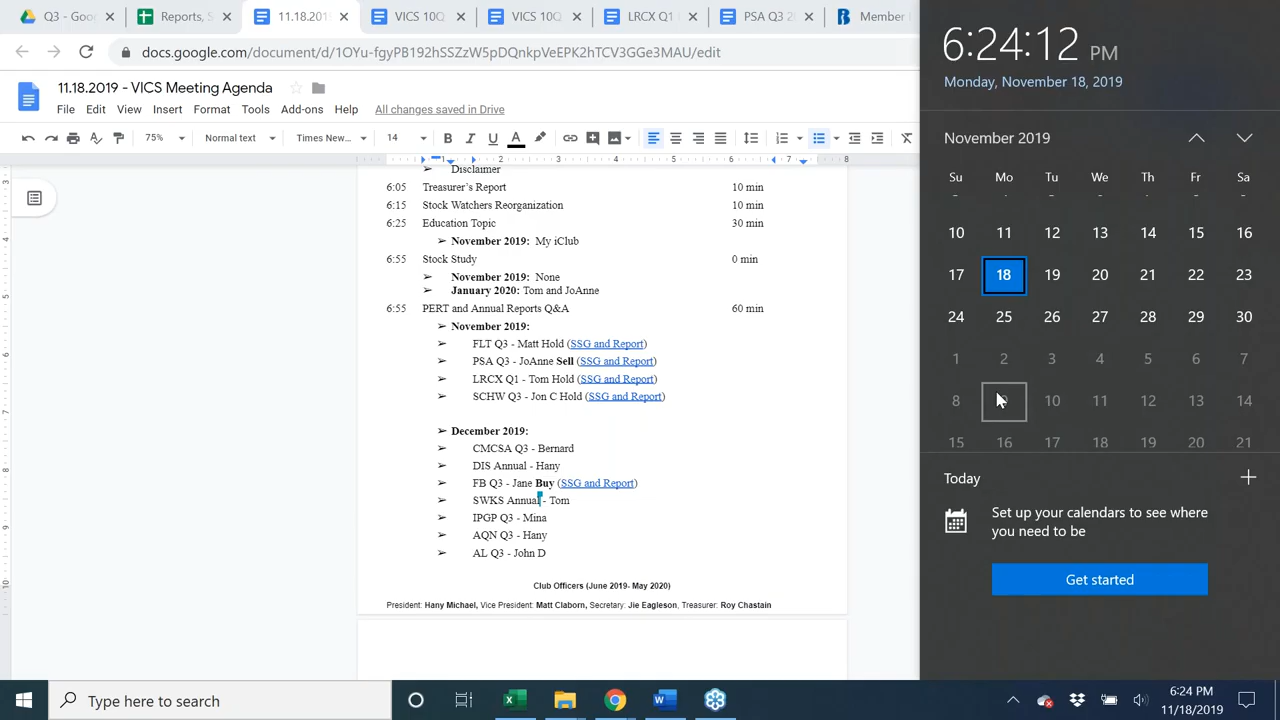 Q3 - Goo
Reports, S
11.18.2019
VICS 10Q
VICS 10Q
LRCX Q1
PSA Q3 2
Member
docs.google.com/document/d/1OYu-fgyPB192hSSZzW5pDQnkpVeEPK2hTCV3GGe3MAU/edit
11.18.2019 - VICS Meeting Agenda
File Edit View Insert Format Tools Add-ons Help All changes saved in Drive
75% Normal text Times New... 14
1 1 2 3 4 5 6 7 8
Disclaimer
6:05 Treasurer's Report 10 min
6:15 Stock Watchers Reorganization 10 min
6:25 Education Topic 30 min
➢ November 2019: My iClub
6:55 Stock Study 0 min
➢ November 2019: None
➢ January 2020: Tom and JoAnne
6:55 PERT and Annual Reports Q&A 60 min
➢ November 2019:
➢ FLT Q3 - Matt Hold (SSG and Report)
➢ PSA Q3 - JoAnne Sell (SSG and Report)
➢ LRCX Q1 - Tom Hold (SSG and Report)
➢ SCHW Q3 - Jon C Hold (SSG and Report)
➢ December 2019:
➢ CMCSA Q3 - Bernard
➢ DIS Annual - Hany
➢ FB Q3 - Jane Buy (SSG and Report)
➢ SWKS Annual - Tom
➢ IPGP Q3 - Mina
➢ AQN Q3 - Hany
➢ AL Q3 - John D
Club Officers (June 2019- May 2020)
President: Hany Michael, Vice President: Matt Claborn, Secretary: Jie Eagleson, Treasurer: Roy Chastain
6:24:12 PM
Monday, November 18, 2019
November 2019
Su Mo Tu We Th Fr Sa
10 11 12 13 14 15 16
17 18 19 20 21 22 23
24 25 26 27 28 29 30
1 2 3 4 5 6 7
8 9 10 11 12 13 14
15 16 17 18 19 20 21
Today
Set up your calendars to see where
you need to be
Get started
Type here to search
6:24 PM
11/18/2019